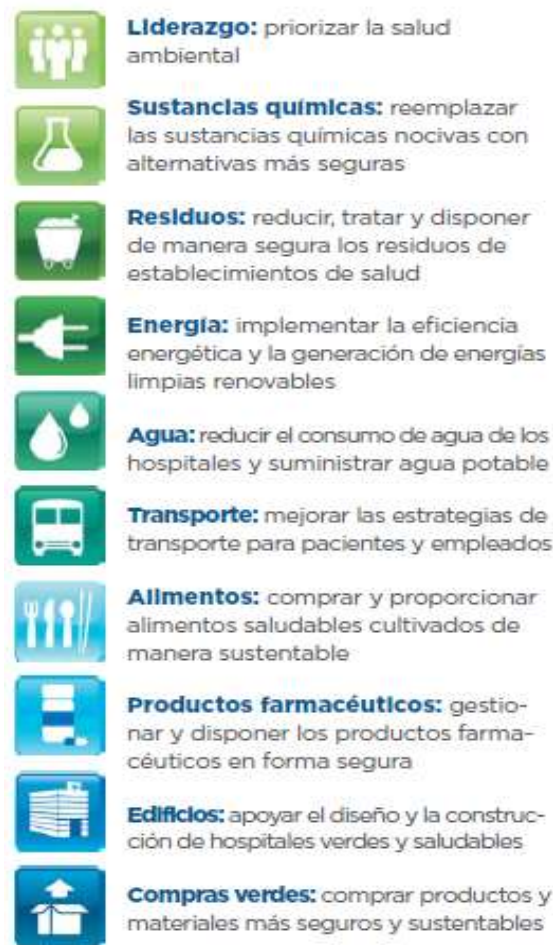 Liderazgo: priorizar la salud
ambiental
Sustancias químicas: reemplazar
las sustancias químicas nocivas con
alternativas más seguras
Residuos: reducir, tratar y disponer
de manera segura los residuos de
establecimientos de salud
Energía: implementar la eficiencia
energética y la generación de energías
limpias renovables
Agua: reducir el consumo de agua de los
hospitales y suministrar agua potable
Transporte: mejorar las estrategias de
transporte para pacientes y empleados
Alimentos: comprar y proporcionar
alimentos saludables cultivados de
manera sustentable
Productos farmacéuticos: gestio-
nar y disponer los productos farma-
céuticos en forma segura
Edificios: apoyar el diseño y la construc-
ción de hospitales verdes y saludables
Compras verdes: comprar productos y
materiales más seguros y sustentables